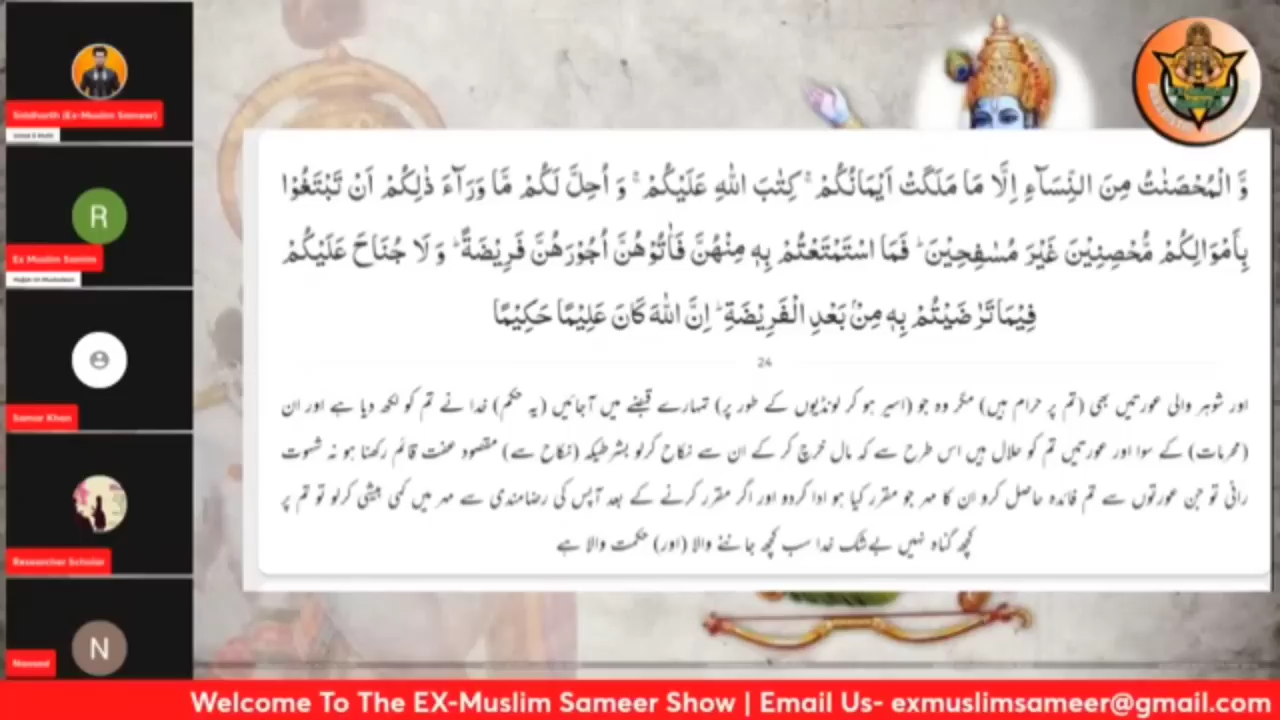 Siddharth (Ex-Muslim Sameer)
R
Ex Muslim Samim
Samar Khan
Researcher Scholar
N
Naveed
وَّ الْمُحْصَنٰتُ مِنَ النِّسَآءِ اِلَّا مَا مَلَكَتْ اَيْمَانُكُمْ ۚ كِتٰبَ اللّٰهِ عَلَيْكُمْ ۚ وَ اُحِلَّ لَكُمْ مَّا وَرَآءَ ذٰلِكُمْ اَنْ تَبْتَغُوْا
بِاَمْوَالِكُمْ مُّحْصِنِيْنَ غَيْرَ مُسٰفِحِيْنَ ؕ فَمَا اسْتَمْتَعْتُمْ بِهٖ مِنْهُنَّ فَاٰتُوْهُنَّ اُجُوْرَهُنَّ فَرِيْضَةً ؕ وَ لَا جُنَاحَ عَلَيْكُمْ
فِيْمَا تَرٰضَيْتُمْ بِهٖ مِنْۢ بَعْدِ الْفَرِيْضَةِ ؕ اِنَّ اللّٰهَ كَانَ عَلِيْمًا حَكِيْمًا
24
اور شوہر والی عورتیں بھی (تم پر حرام ہیں) مگر وہ جو (اسیر ہو کر لونڈیوں کے طور پر) تمہارے قبضے میں آجائیں (یہ حکم) خدا نے تم کو لکھ دیا ہے اور ان
(محرمات) کے سوا اور عورتیں تم کو حلال ہیں اس طرح سے کہ مال خرچ کر کے ان سے نکاح کرلو بشرطیکہ (نکاح سے) مقصود عفت قائم رکھنا ہو نہ شہوت
رانی تو جن عورتوں سے تم فائدہ حاصل کرو ان کا مہر جو مقرر کیا ہو ادا کردو اور اگر مقرر کرنے کے بعد آپس کی رضامندی سے مہر میں کمی بیشی کرلو تو تم پر
کچھ گناہ نہیں بےشک خدا سب کچھ جاننے والا (اور) حکمت والا ہے
Welcome To The EX-Muslim Sameer Show | Email Us- exmuslimsameer@gmail.com